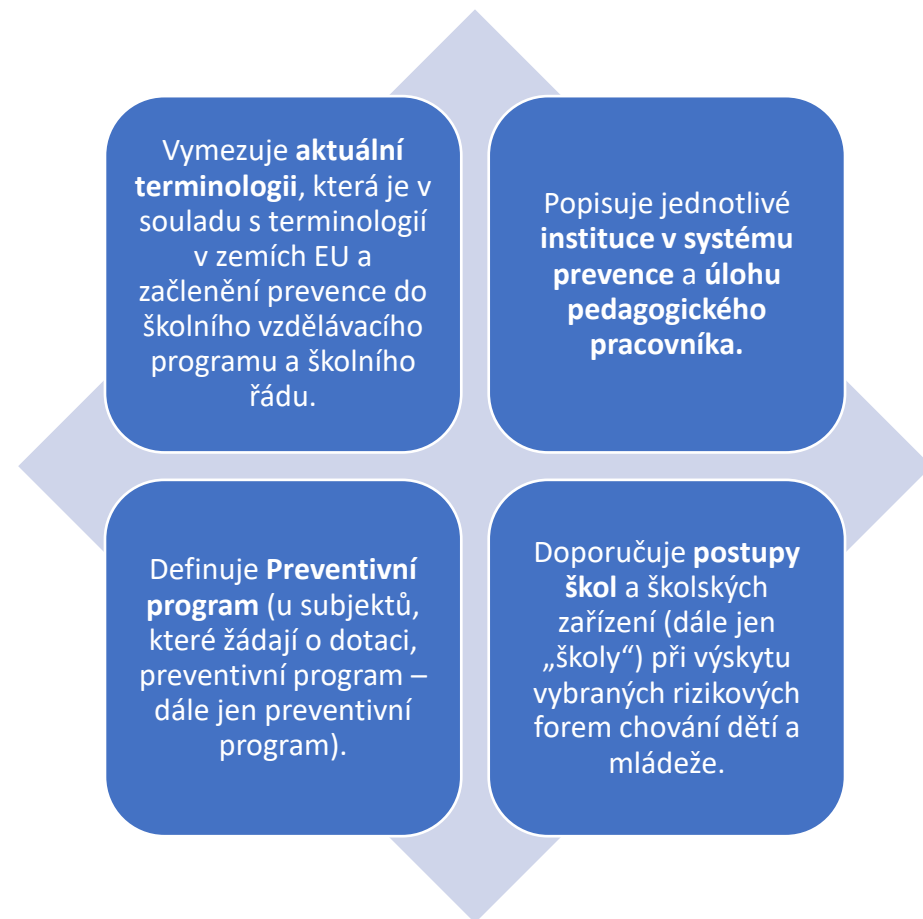 Vymezuje aktuální
terminologii, která je v
souladu s terminologií
v zemích EU a
začlenění prevence do
školního vzdělávacího
programu a školního
řádu.
Popisuje jednotlivé
instituce v systému
prevence a úlohu
pedagogického
pracovníka.
Definuje Preventivní
program (u subjektů,
které žádají o dotaci,
preventivní program –
dále jen preventivní
program).
Doporučuje postupy
škol a školských
zařízení (dále jen
„školy“) při výskytu
vybraných rizikových
forem chování dětí a
mládeže.